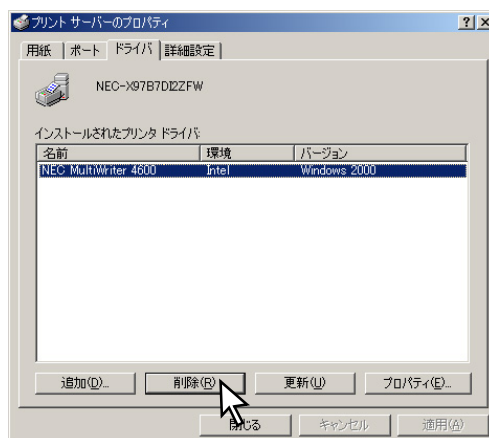 プリント サーバーのプロパティ
用紙 ポート ドライバ 詳細設定
NEC-X97B7DI2ZFW
インストールされたプリンタ ドライバ:
名前 環境 バージョン
NEC MultiWriter 4600 Intel Windows 2000
追加(D)... 削除(R) 更新(U) プロパティ(E)...
閉じる キャンセル 適用(A)